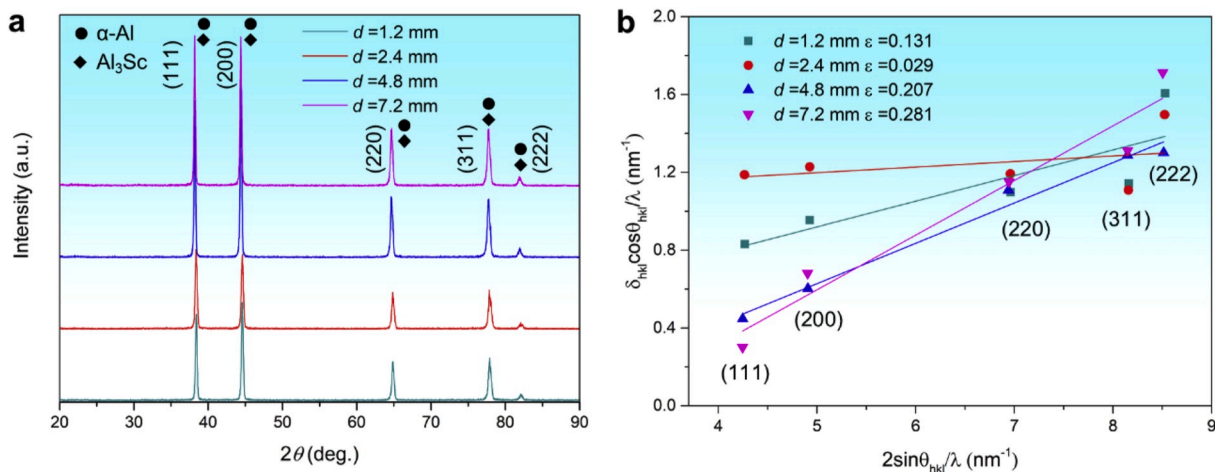 a
● α-Al
◆ Al₃Sc
d =1.2 mm
d =2.4 mm
d =4.8 mm
d =7.2 mm
(111)
(200)
(220)
(311)
(222)
Intensity (a.u.)
20 30 40 50 60 70 80 90
2θ (deg.)
b
d =1.2 mm ε =0.131
d =2.4 mm ε =0.029
d =4.8 mm ε =0.207
d =7.2 mm ε =0.281
(111)
(200)
(220)
(311)
(222)
1.6
1.2
0.8
0.4
0.0
δₕₖₗcosθₕₖₗ/λ (nm⁻¹)
4 5 6 7 8 9
2sinθₕₖₗ/λ (nm⁻¹)